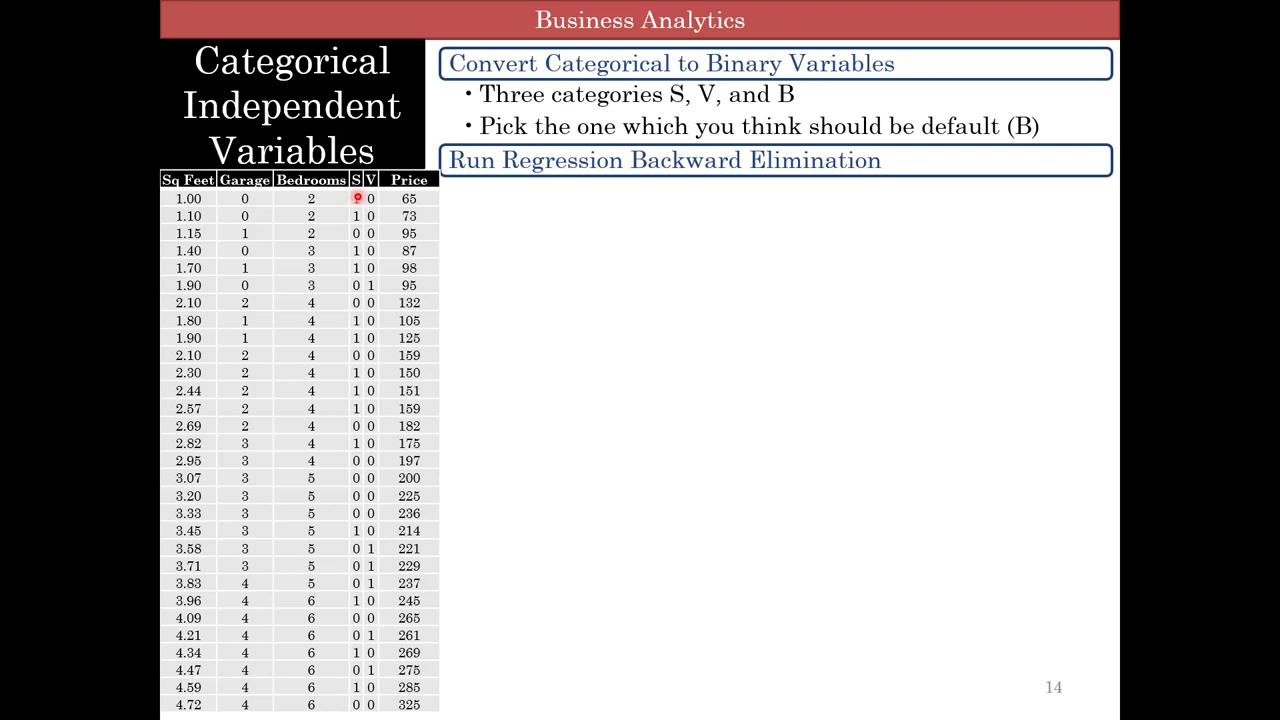 Business Analytics
Categorical
Independent
Variables
Convert Categorical to Binary Variables
• Three categories S, V, and B
• Pick the one which you think should be default (B)
Run Regression Backward Elimination
Sq Feet Garage Bedrooms S V Price
1.00 0 2 0 65
1.10 0 2 1 0 73
1.15 1 2 0 0 95
1.40 0 3 1 0 87
1.70 1 3 1 0 98
1.90 0 3 0 1 95
2.10 2 4 0 0 132
1.80 1 4 1 0 105
1.90 1 4 1 0 125
2.10 2 4 0 0 159
2.30 2 4 1 0 150
2.44 2 4 1 0 151
2.57 2 4 1 0 159
2.69 2 4 0 0 182
2.82 3 4 1 0 175
2.95 3 4 0 0 197
3.07 3 5 0 0 200
3.20 3 5 0 0 225
3.33 3 5 0 0 236
3.45 3 5 1 0 214
3.58 3 5 0 1 221
3.71 3 5 0 1 229
3.83 4 5 0 1 237
3.96 4 6 1 0 245
4.09 4 6 0 0 265
4.21 4 6 0 1 261
4.34 4 6 1 0 269
4.47 4 6 0 1 275
4.59 4 6 1 0 285
4.72 4 6 0 0 325
14